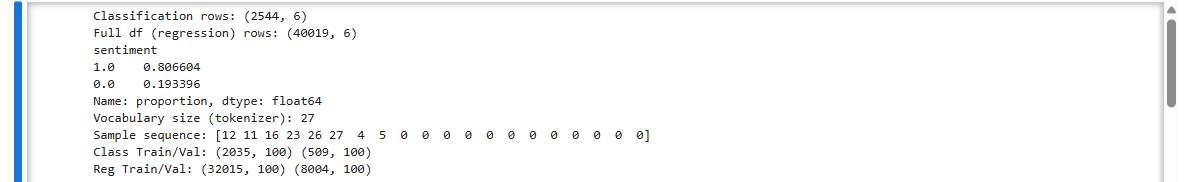 Classification rows: (2544, 6)
Full df (regression) rows: (40019, 6)
sentiment
1.0    0.806604
0.0    0.193396
Name: proportion, dtype: float64
Vocabulary size (tokenizer): 27
Sample sequence: [12 11 16 23 26 27  4  5  0  0  0  0  0  0  0  0  0  0  0  0]
Class Train/Val: (2035, 100) (509, 100)
Reg Train/Val: (32015, 100) (8004, 100)